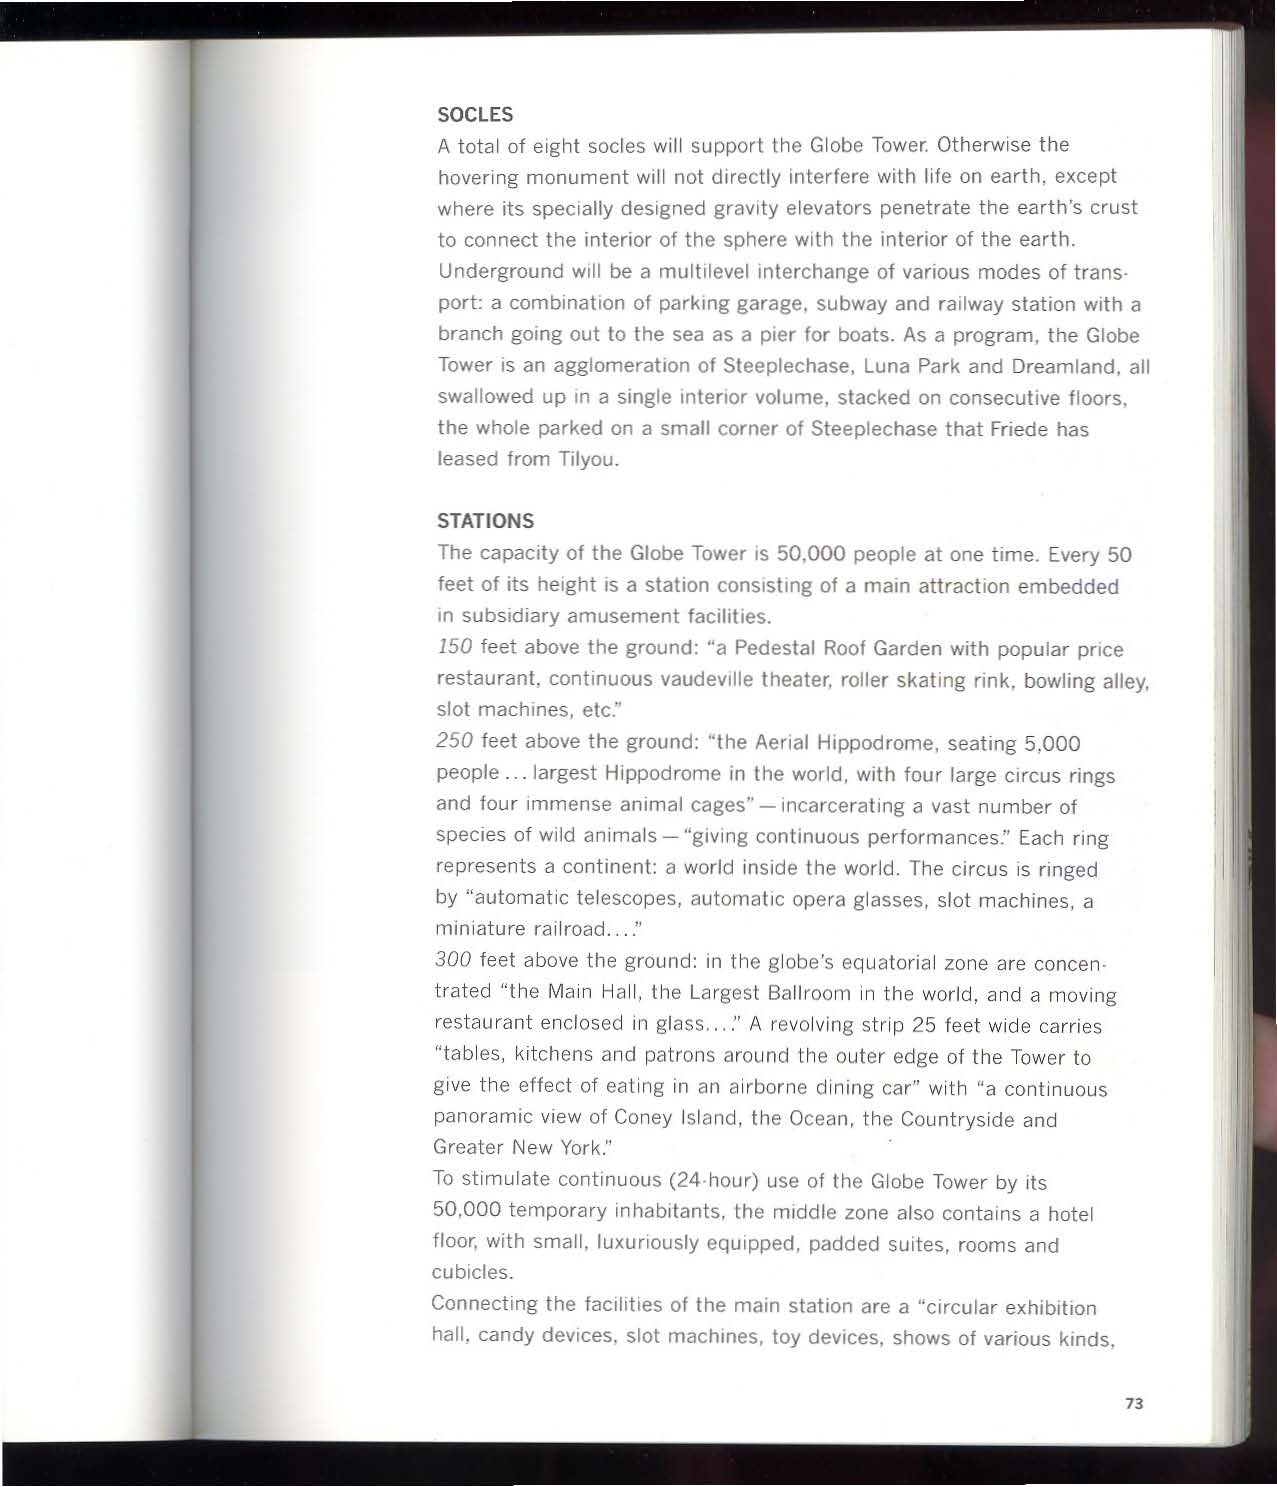 SOCLES
A total of eight socles will support the Globe Tower. Otherwise the
hovering monument will not directly interfere with life on earth, except
where its specially designed gravity elevators penetrate the earth's crust
to connect the interior of the sphere with the interior of the earth.
Underground will be a multilevel interchange of various modes of trans-
port: a combination of parking garage, subway and railway station with a
branch going out to the sea as a pier for boats. As a program, the Globe
Tower is an agglomeration of Steeplechase, Luna Park and Dreamland, all
swallowed up in a single interior volume, stacked on consecutive floors,
the whole parked on a small corner of Steeplechase that Friede has
leased from Tilyou.
STATIONS
The capacity of the Globe Tower is 50,000 people at one time. Every 50
feet of its height is a station consisting of a main attraction embedded
in subsidiary amusement facilities.
150 feet above the ground: "a Pedestal Roof Garden with popular price
restaurant, continuous vaudeville theater, roller skating rink, bowling alley,
slot machines, etc."
250 feet above the ground: "the Aerial Hippodrome, seating 5,000
people ... largest Hippodrome in the world, with four large circus rings
and four immense animal cages" — incarcerating a vast number of
species of wild animals — "giving continuous performances." Each ring
represents a continent: a world inside the world. The circus is ringed
by "automatic telescopes, automatic opera glasses, slot machines, a
miniature railroad...."
300 feet above the ground: in the globe's equatorial zone are concen-
trated "the Main Hall, the Largest Ballroom in the world, and a moving
restaurant enclosed in glass...." A revolving strip 25 feet wide carries
"tables, kitchens and patrons around the outer edge of the Tower to
give the effect of eating in an airborne dining car" with "a continuous
panoramic view of Coney Island, the Ocean, the Countryside and
Greater New York."
To stimulate continuous (24-hour) use of the Globe Tower by its
50,000 temporary inhabitants, the middle zone also contains a hotel
floor, with small, luxuriously equipped, padded suites, rooms and
cubicles.
Connecting the facilities of the main station are a "circular exhibition
hall, candy devices, slot machines, toy devices, shows of various kinds,
73